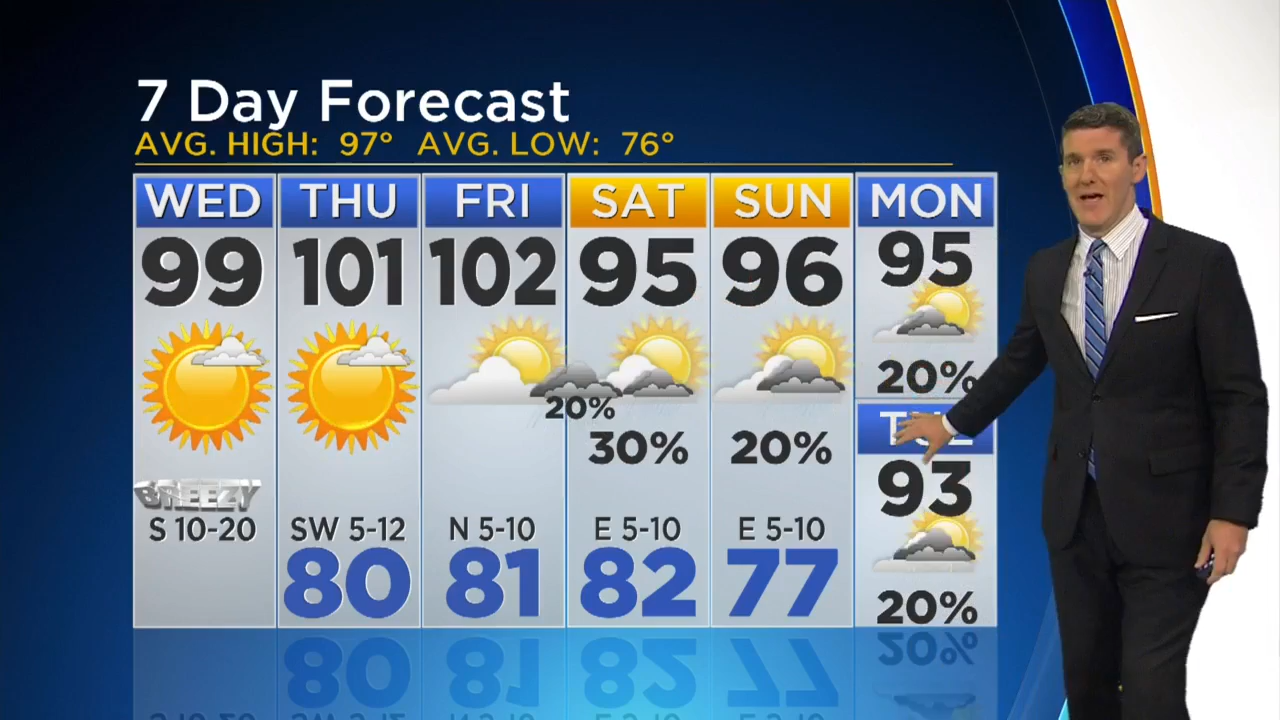 7 Day Forecast
AVG. HIGH: 97° AVG. LOW: 76°
WED THU FRI SAT SUN MON
99 101 102 95 96 95
20%
20%
30% 20%
TUE
93
BREEZY
S 10-20 SW 5-12 N 5-10 E 5-10 E 5-10
80 81 82 77
20%